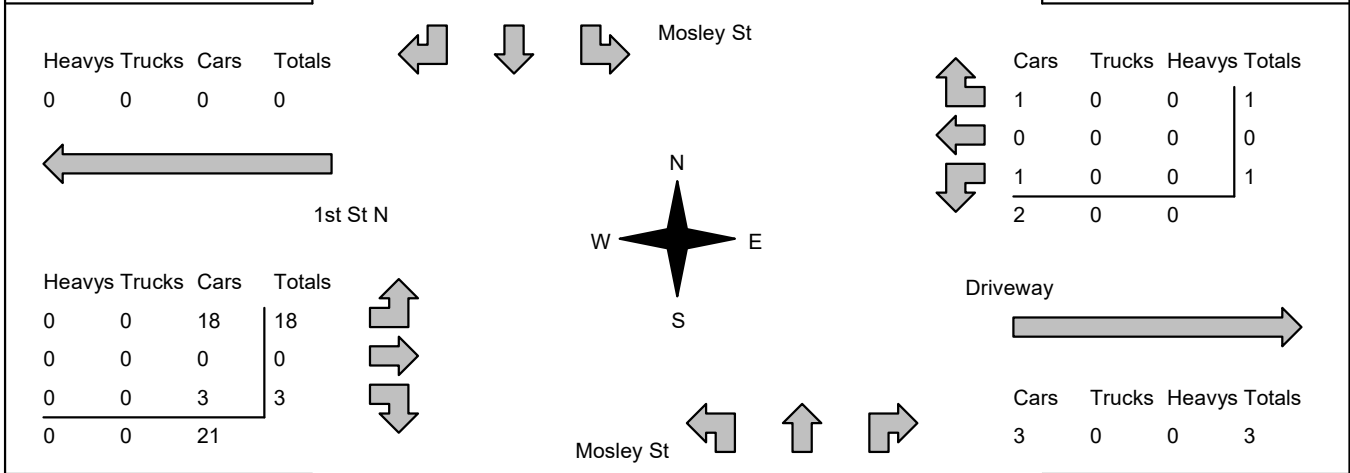 Mosley St
Heavys Trucks Cars Totals
0 0 0 0
Cars Trucks Heavys Totals
1 0 0 1
0 0 0 0
1 0 0 1
2 0 0
1st St N
N
W E
S
Heavys Trucks Cars Totals
0 0 18 18
0 0 0 0
0 0 3 3
0 0 21
Driveway
Mosley St
Cars Trucks Heavys Totals
3 0 0 3